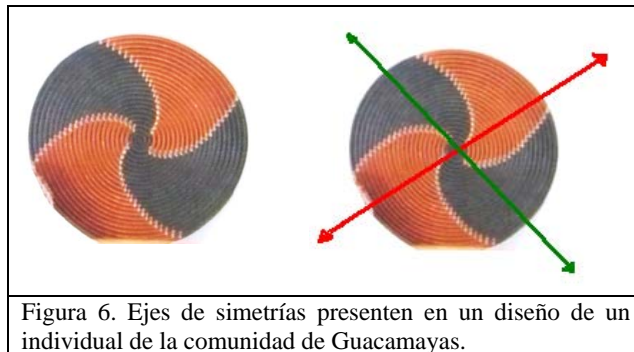 Figura 6. Ejes de simetrías presenten en un diseño de un
individual de la comunidad de Guacamayas.